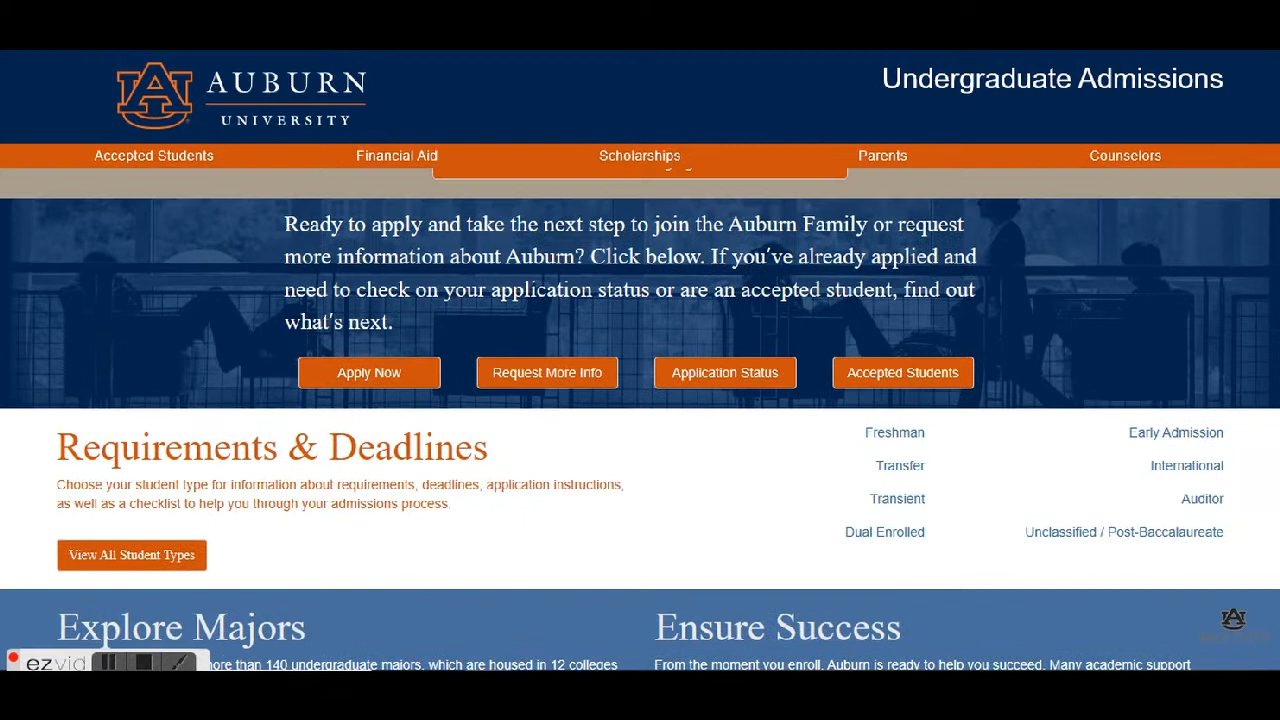 AUBURN
UNIVERSITY
Undergraduate Admissions
Accepted Students
Financial Aid
Scholarships
Parents
Counselors
Ready to apply and take the next step to join the Auburn Family or request
more information about Auburn? Click below. If you've already applied and
need to check on your application status or are an accepted student, find out
what's next.
Apply Now
Request More Info
Application Status
Accepted Students
Requirements & Deadlines
Choose your student type for information about requirements, deadlines, application instructions,
as well as a checklist to help you through your admissions process.
View All Student Types
Freshman
Transfer
Transient
Dual Enrolled
Early Admission
International
Auditor
Unclassified / Post-Baccalaureate
Explore Majors
more than 140 undergraduate majors, which are housed in 12 colleges
Ensure Success
From the moment you enroll, Auburn is ready to help you succeed. Many academic support
ezvid